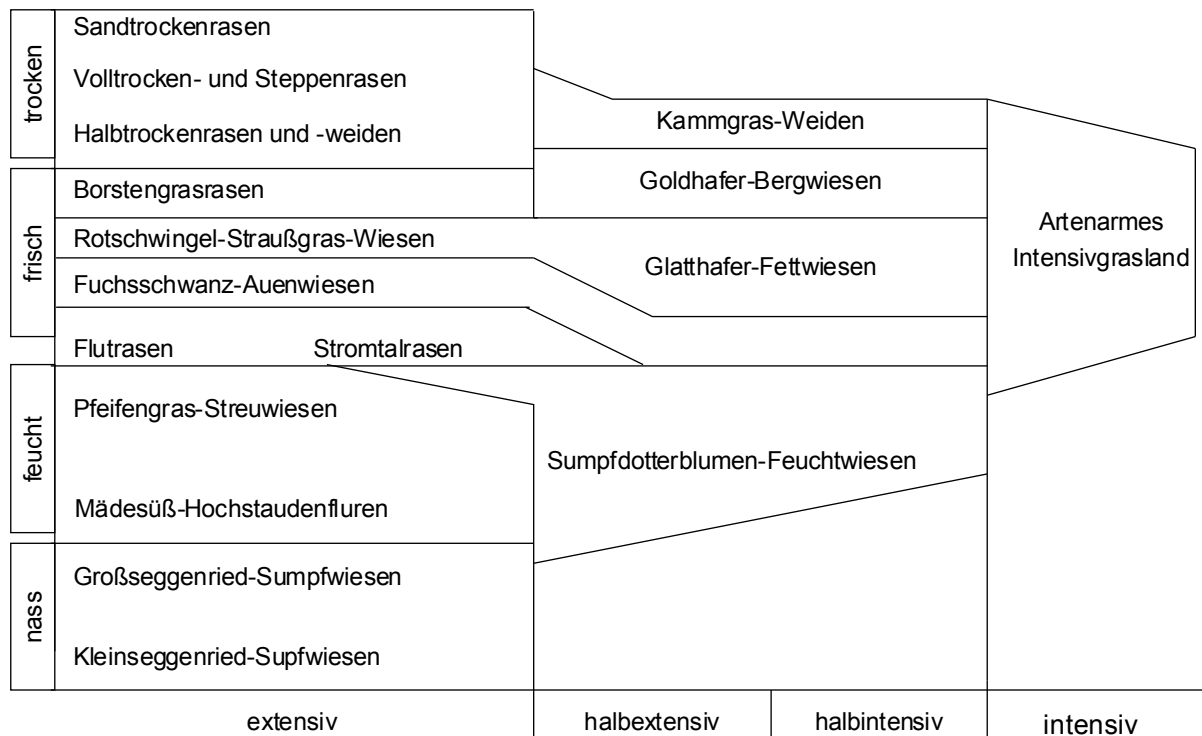 trocken
Sandtrockenrasen
Volltrocken- und Steppenrasen
Halbtrockenrasen und -weiden
Kammgras-Weiden
frisch
Borstengrasrasen
Goldhafer-Bergwiesen
Rotschwingel-Straußgras-Wiesen
Glatthafer-Fettwiesen
Fuchsschwanz-Auenwiesen
Artenarmes
Intensivgrasland
Flutrasen
Stromtalrasen
feucht
Pfeifengras-Streuwiesen
Sumpfdotterblumen-Feuchtwiesen
Mädesüß-Hochstaudenfluren
nass
Großseggenried-Sumpfwiesen
Kleinseggenried-Supfwiesen
extensiv
halbextensiv
halbintensiv
intensiv